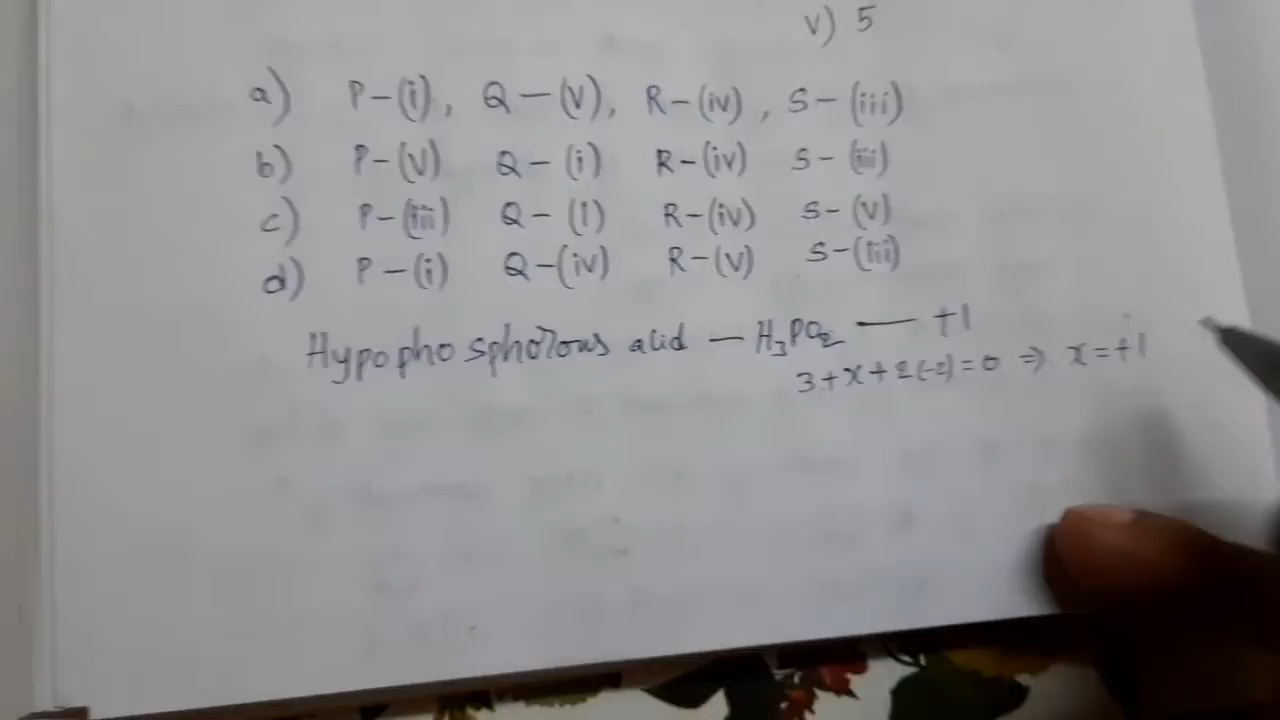 v) 5
a) P-(i), Q-(v), R-(iv), S-(iii)
b) P-(v) Q-(i) R-(iv) S-(iii)
c) P-(iii) Q-(i) R-(iv) S-(v)
d) P-(i) Q-(iv) R-(v) S-(iii)
Hypophosphorous acid - H₃PO₂ — +1
3+x+2(-2)=0 ⇒ x=+1